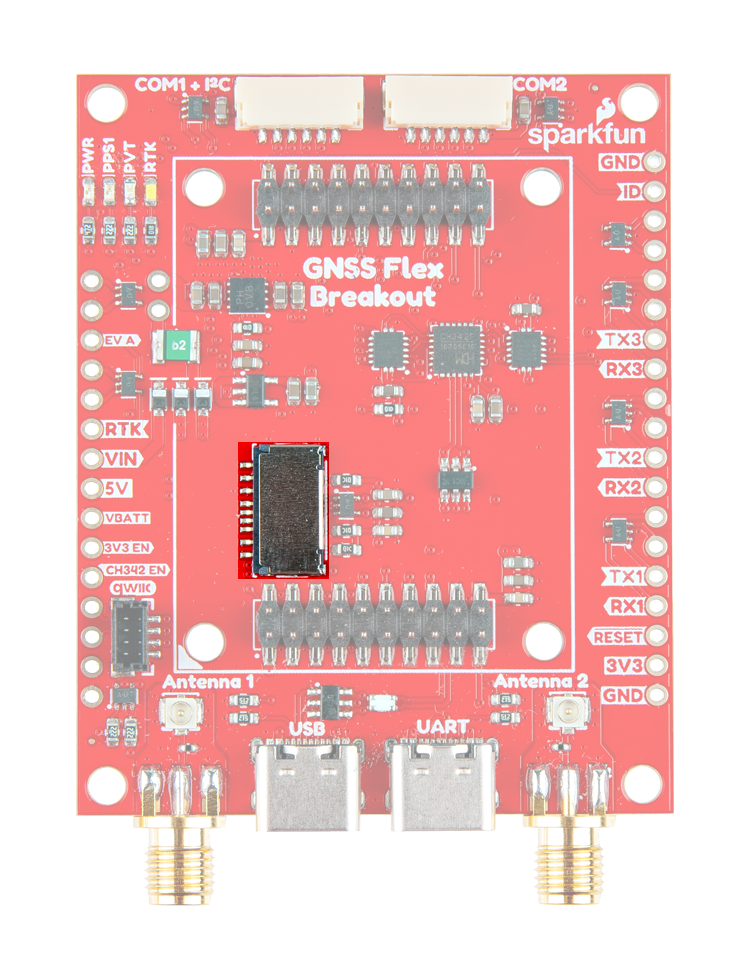 COM1 + I²C
COM2
sparkfun
PWR
PPS1
PVT
RTK
GND
ID
GNSS Flex
Breakout
EV A
b2
TX3
RX3
RTK
VIN
5V
VBATT
3V3 EN
CH342 EN
qwiic
TX2
RX2
TX1
RX1
RESET
3V3
GND
Antenna 1
Antenna 2
USB
UART